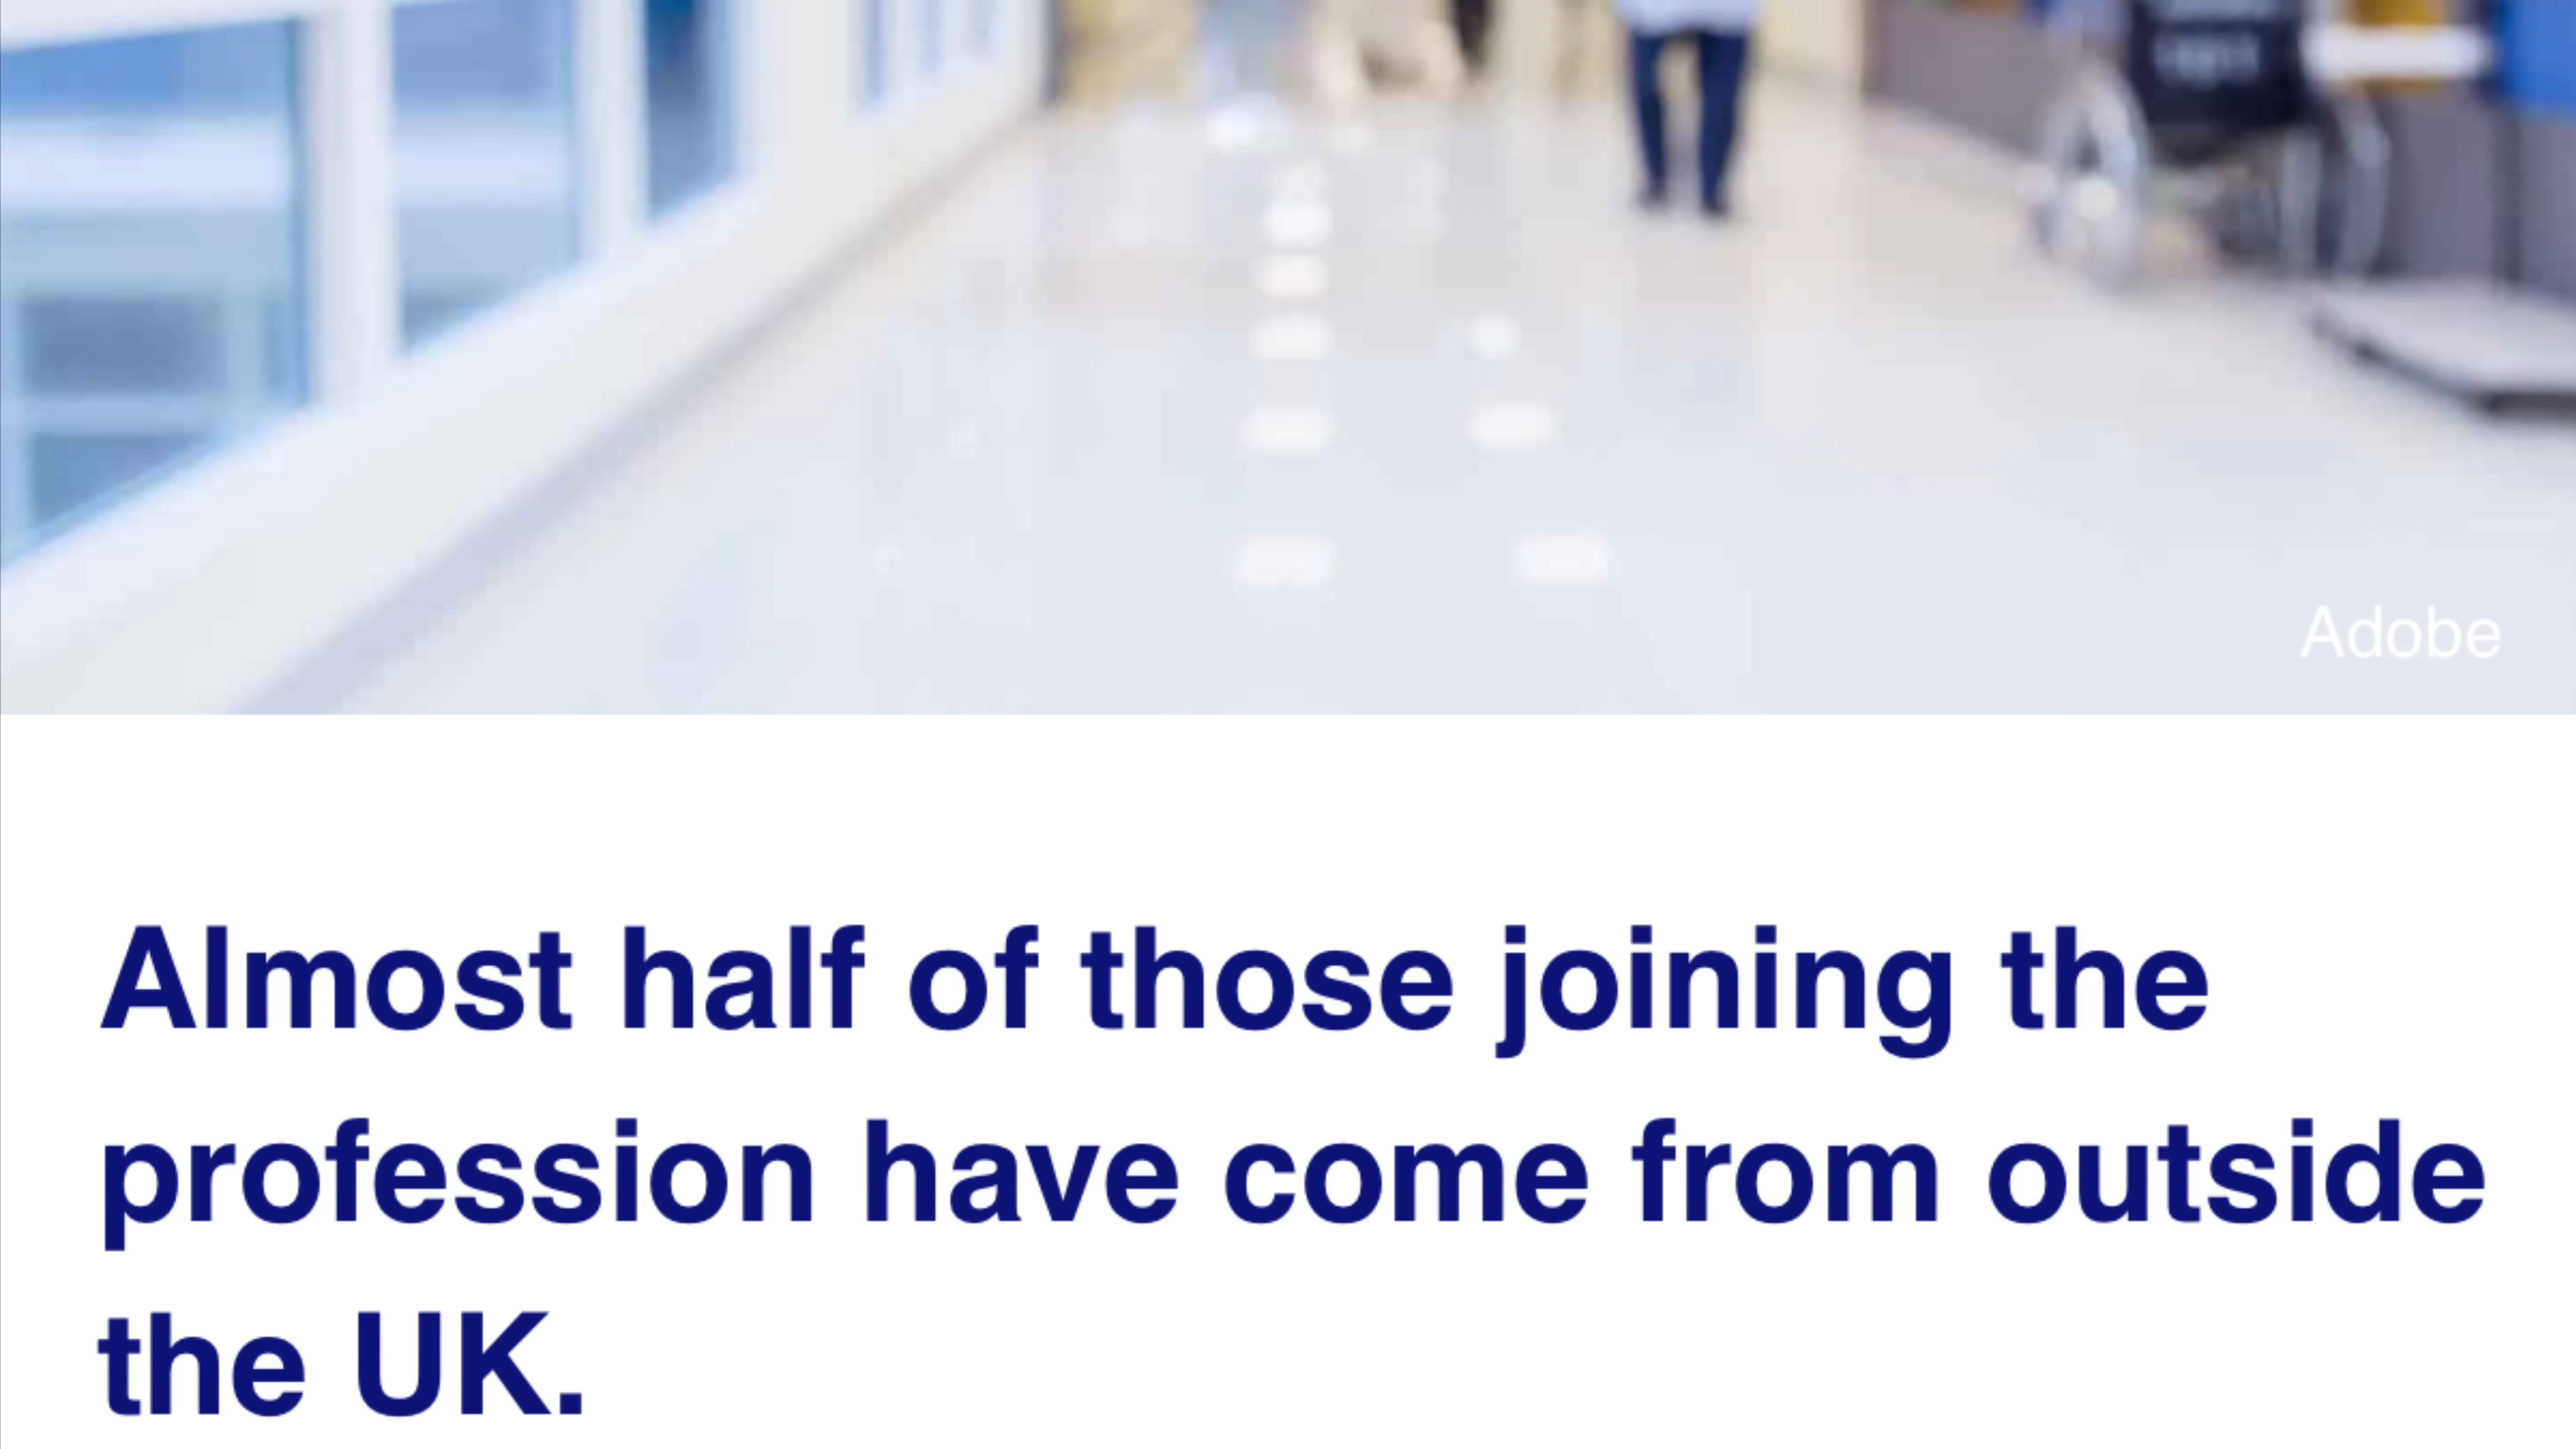 Adobe
Almost half of those joining the
profession have come from outside
the UK.